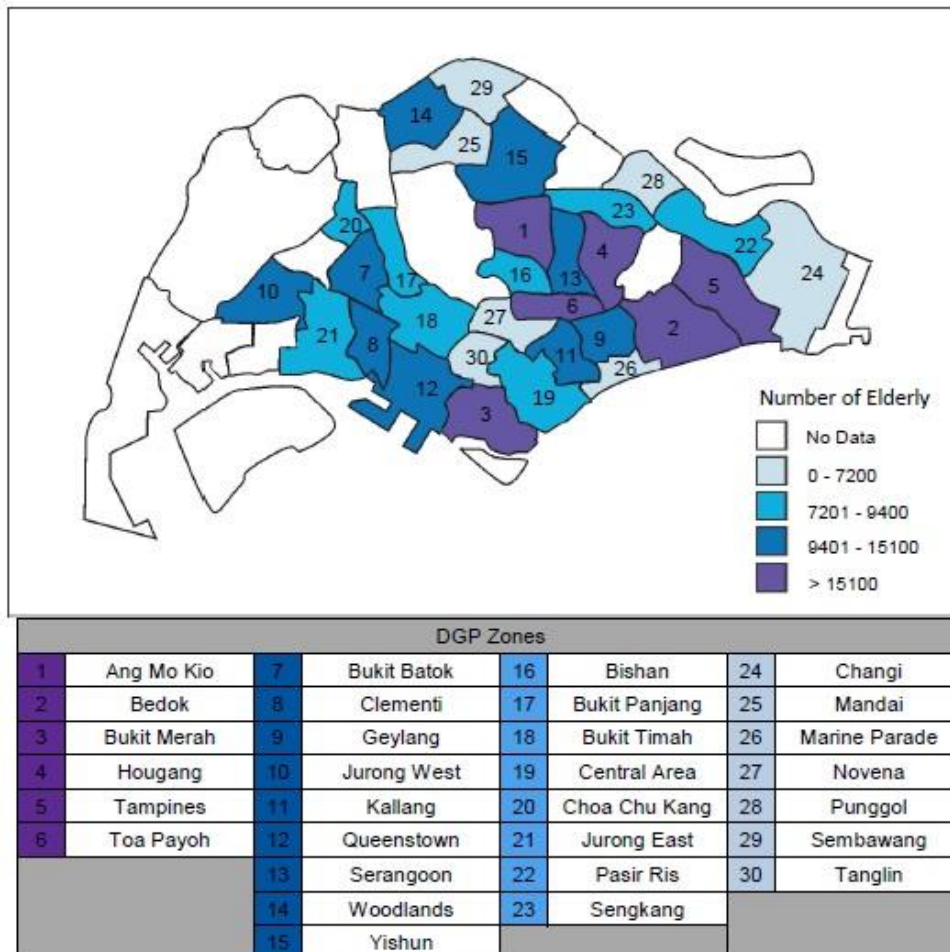 29
14
25
15
28
20
23
1
4
22
24
7
17
16
13
5
10
6
18
27
21
8
9
2
11
30
26
12
19
3
Number of Elderly
No Data
0 - 7200
7201 - 9400
9401 - 15100
> 15100
DGP Zones
1 Ang Mo Kio 7 Bukit Batok 16 Bishan 24 Changi
2 Bedok 8 Clementi 17 Bukit Panjang 25 Mandai
3 Bukit Merah 9 Geylang 18 Bukit Timah 26 Marine Parade
4 Hougang 10 Jurong West 19 Central Area 27 Novena
5 Tampines 11 Kallang 20 Choa Chu Kang 28 Punggol
6 Toa Payoh 12 Queenstown 21 Jurong East 29 Sembawang
13 Serangoon 22 Pasir Ris 30 Tanglin
14 Woodlands 23 Sengkang
15 Yishun